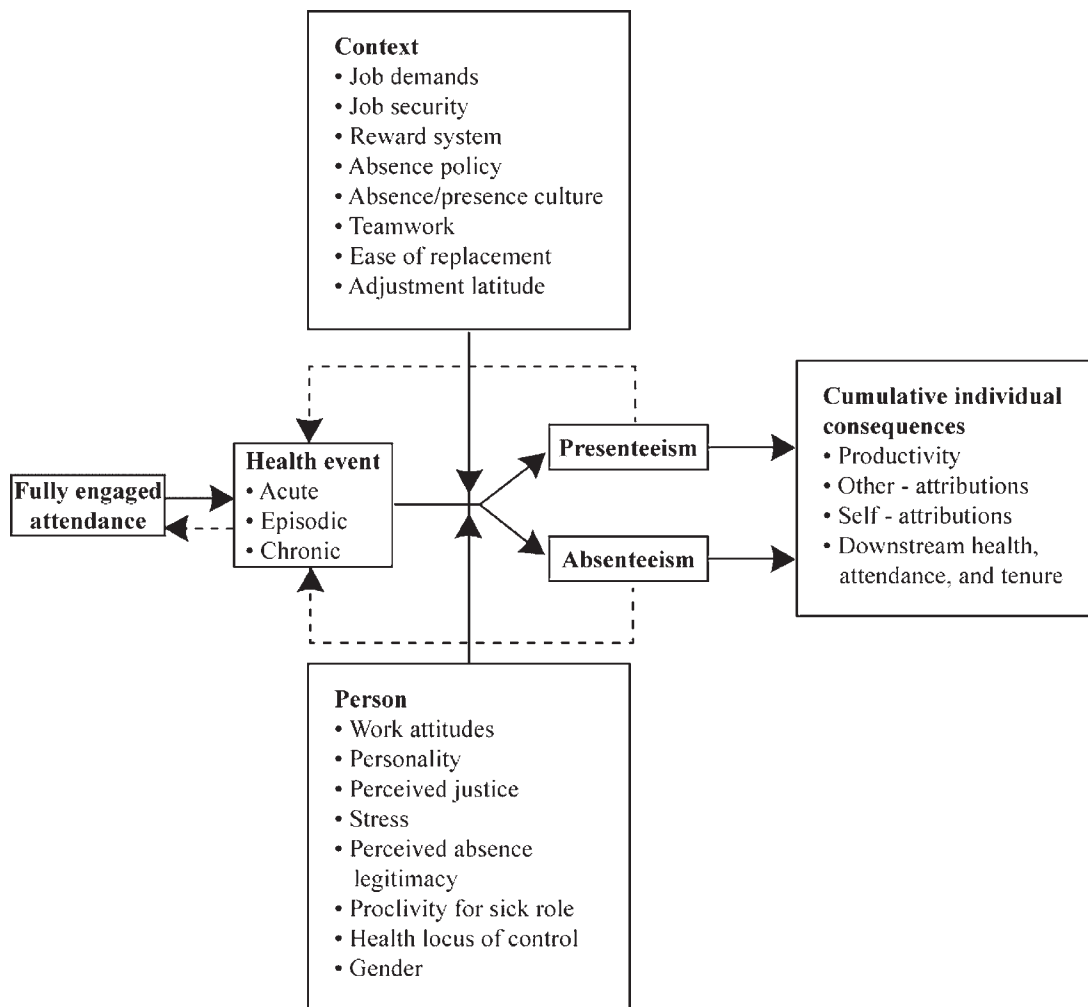 Context
• Job demands
• Job security
• Reward system
• Absence policy
• Absence/presence culture
• Teamwork
• Ease of replacement
• Adjustment latitude
Fully engaged
attendance
Health event
• Acute
• Episodic
• Chronic
Presenteeism
Absenteeism
Cumulative individual
consequences
• Productivity
• Other - attributions
• Self - attributions
• Downstream health,
attendance, and tenure
Person
• Work attitudes
• Personality
• Perceived justice
• Stress
• Perceived absence
legitimacy
• Proclivity for sick role
• Health locus of control
• Gender